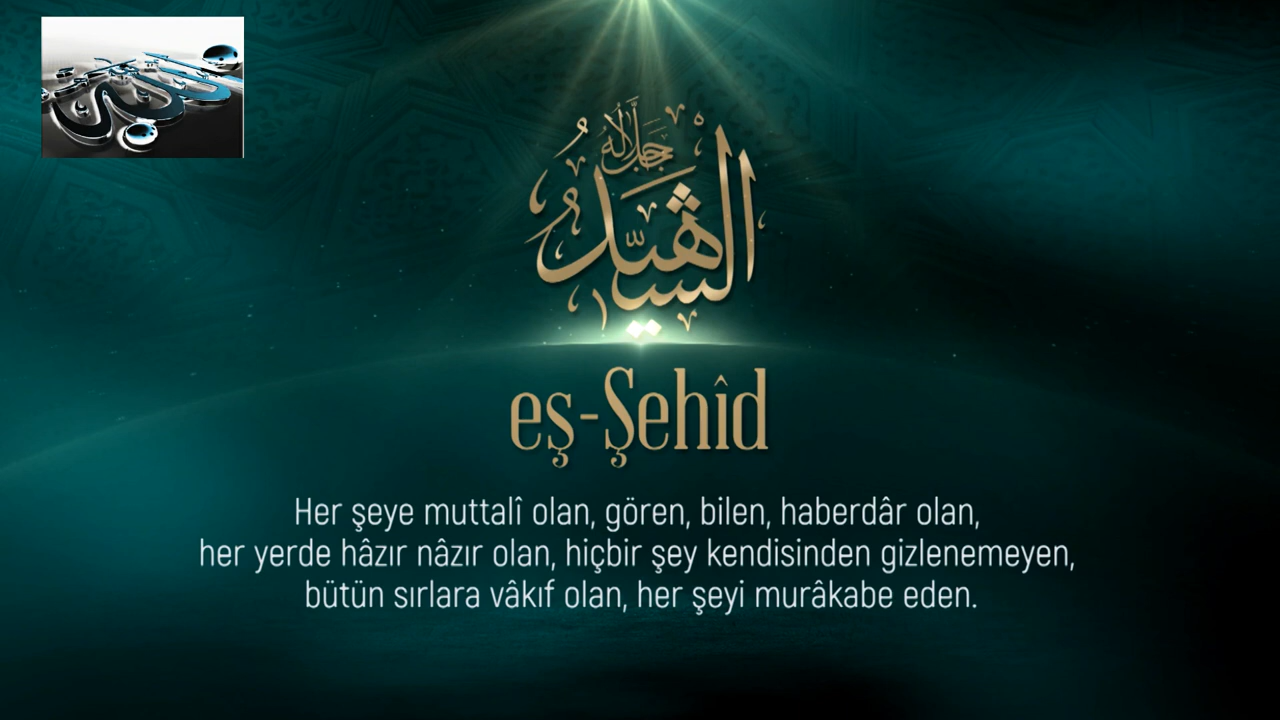 جل جلاله
الشهيد
eş-Şehîd
Her şeye muttalî olan, gören, bilen, haberdâr olan,
her yerde hâzır nâzır olan, hiçbir şey kendisinden gizlenemeyen,
bütün sırlara vâkıf olan, her şeyi murâkabe eden.